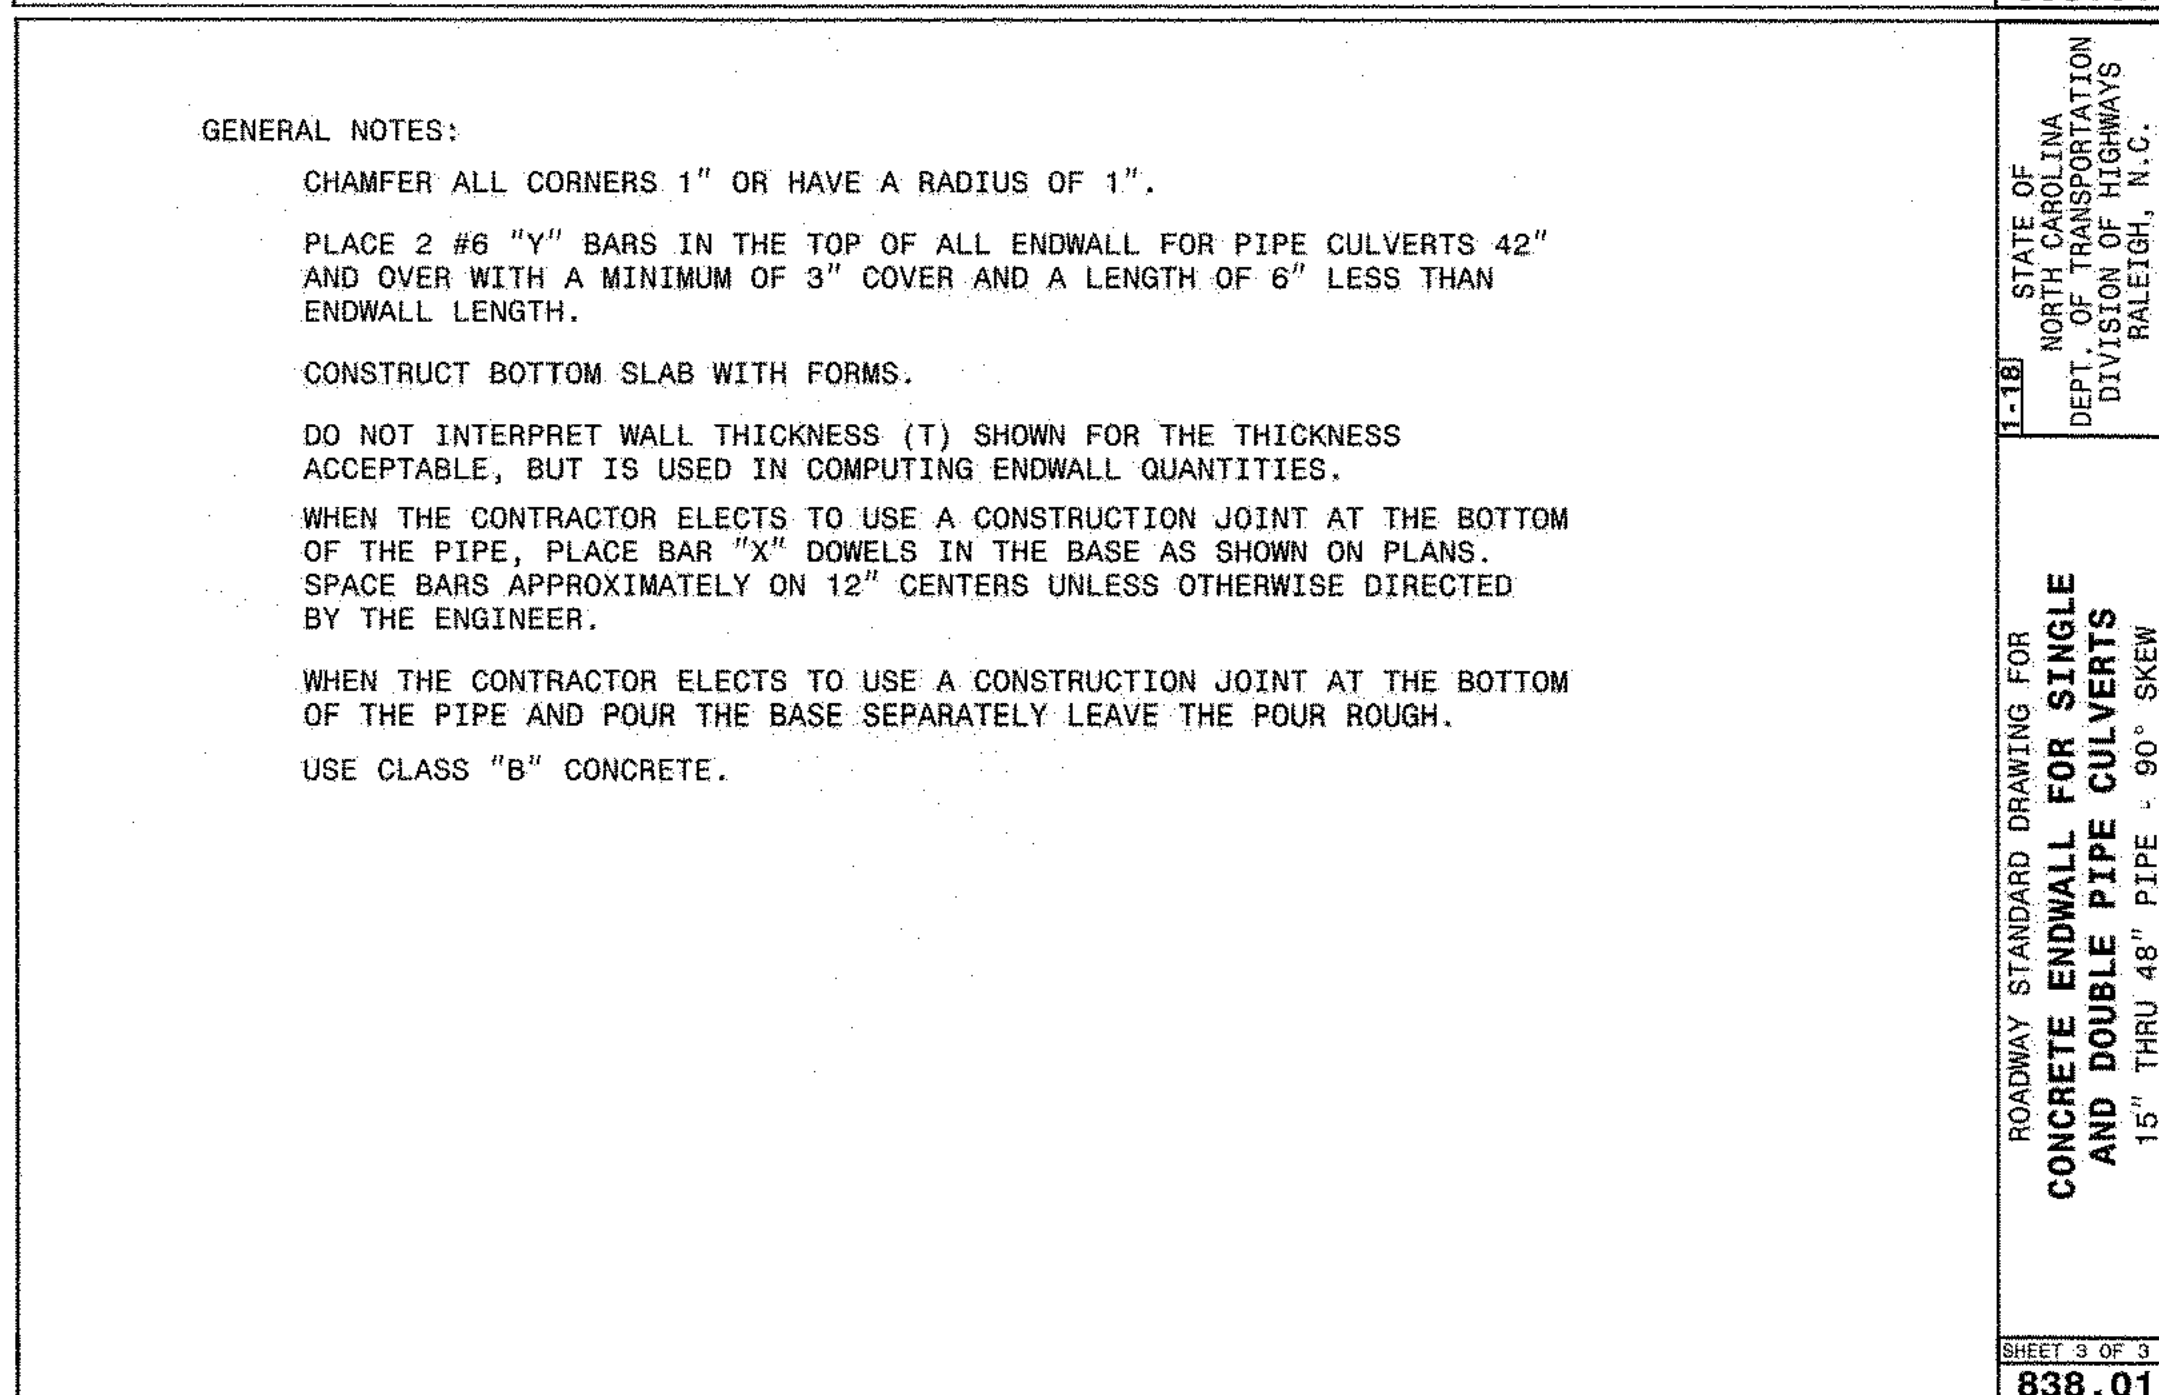 GENERAL NOTES:
CHAMFER ALL CORNERS 1" OR HAVE A RADIUS OF 1".
PLACE 2 #6 "Y" BARS IN THE TOP OF ALL ENDWALL FOR PIPE CULVERTS 42"
AND OVER WITH A MINIMUM OF 3" COVER AND A LENGTH OF 6" LESS THAN
ENDWALL LENGTH.
CONSTRUCT BOTTOM SLAB WITH FORMS.
DO NOT INTERPRET WALL THICKNESS (T) SHOWN FOR THE THICKNESS
ACCEPTABLE, BUT IS USED IN COMPUTING ENDWALL QUANTITIES.
WHEN THE CONTRACTOR ELECTS TO USE A CONSTRUCTION JOINT AT THE BOTTOM
OF THE PIPE, PLACE BAR "X" DOWELS IN THE BASE AS SHOWN ON PLANS.
SPACE BARS APPROXIMATELY ON 12" CENTERS UNLESS OTHERWISE DIRECTED
BY THE ENGINEER.
WHEN THE CONTRACTOR ELECTS TO USE A CONSTRUCTION JOINT AT THE BOTTOM
OF THE PIPE AND POUR THE BASE SEPARATELY LEAVE THE POUR ROUGH.
USE CLASS "B" CONCRETE.
1-18
STATE OF
NORTH CAROLINA
DEPT. OF TRANSPORTATION
DIVISION OF HIGHWAYS
RALEIGH, N.C.
ROADWAY STANDARD DRAWING FOR
CONCRETE ENDWALL FOR SINGLE
AND DOUBLE PIPE CULVERTS
15" THRU 48" PIPE - 90° SKEW
SHEET 3 OF 3
838.01